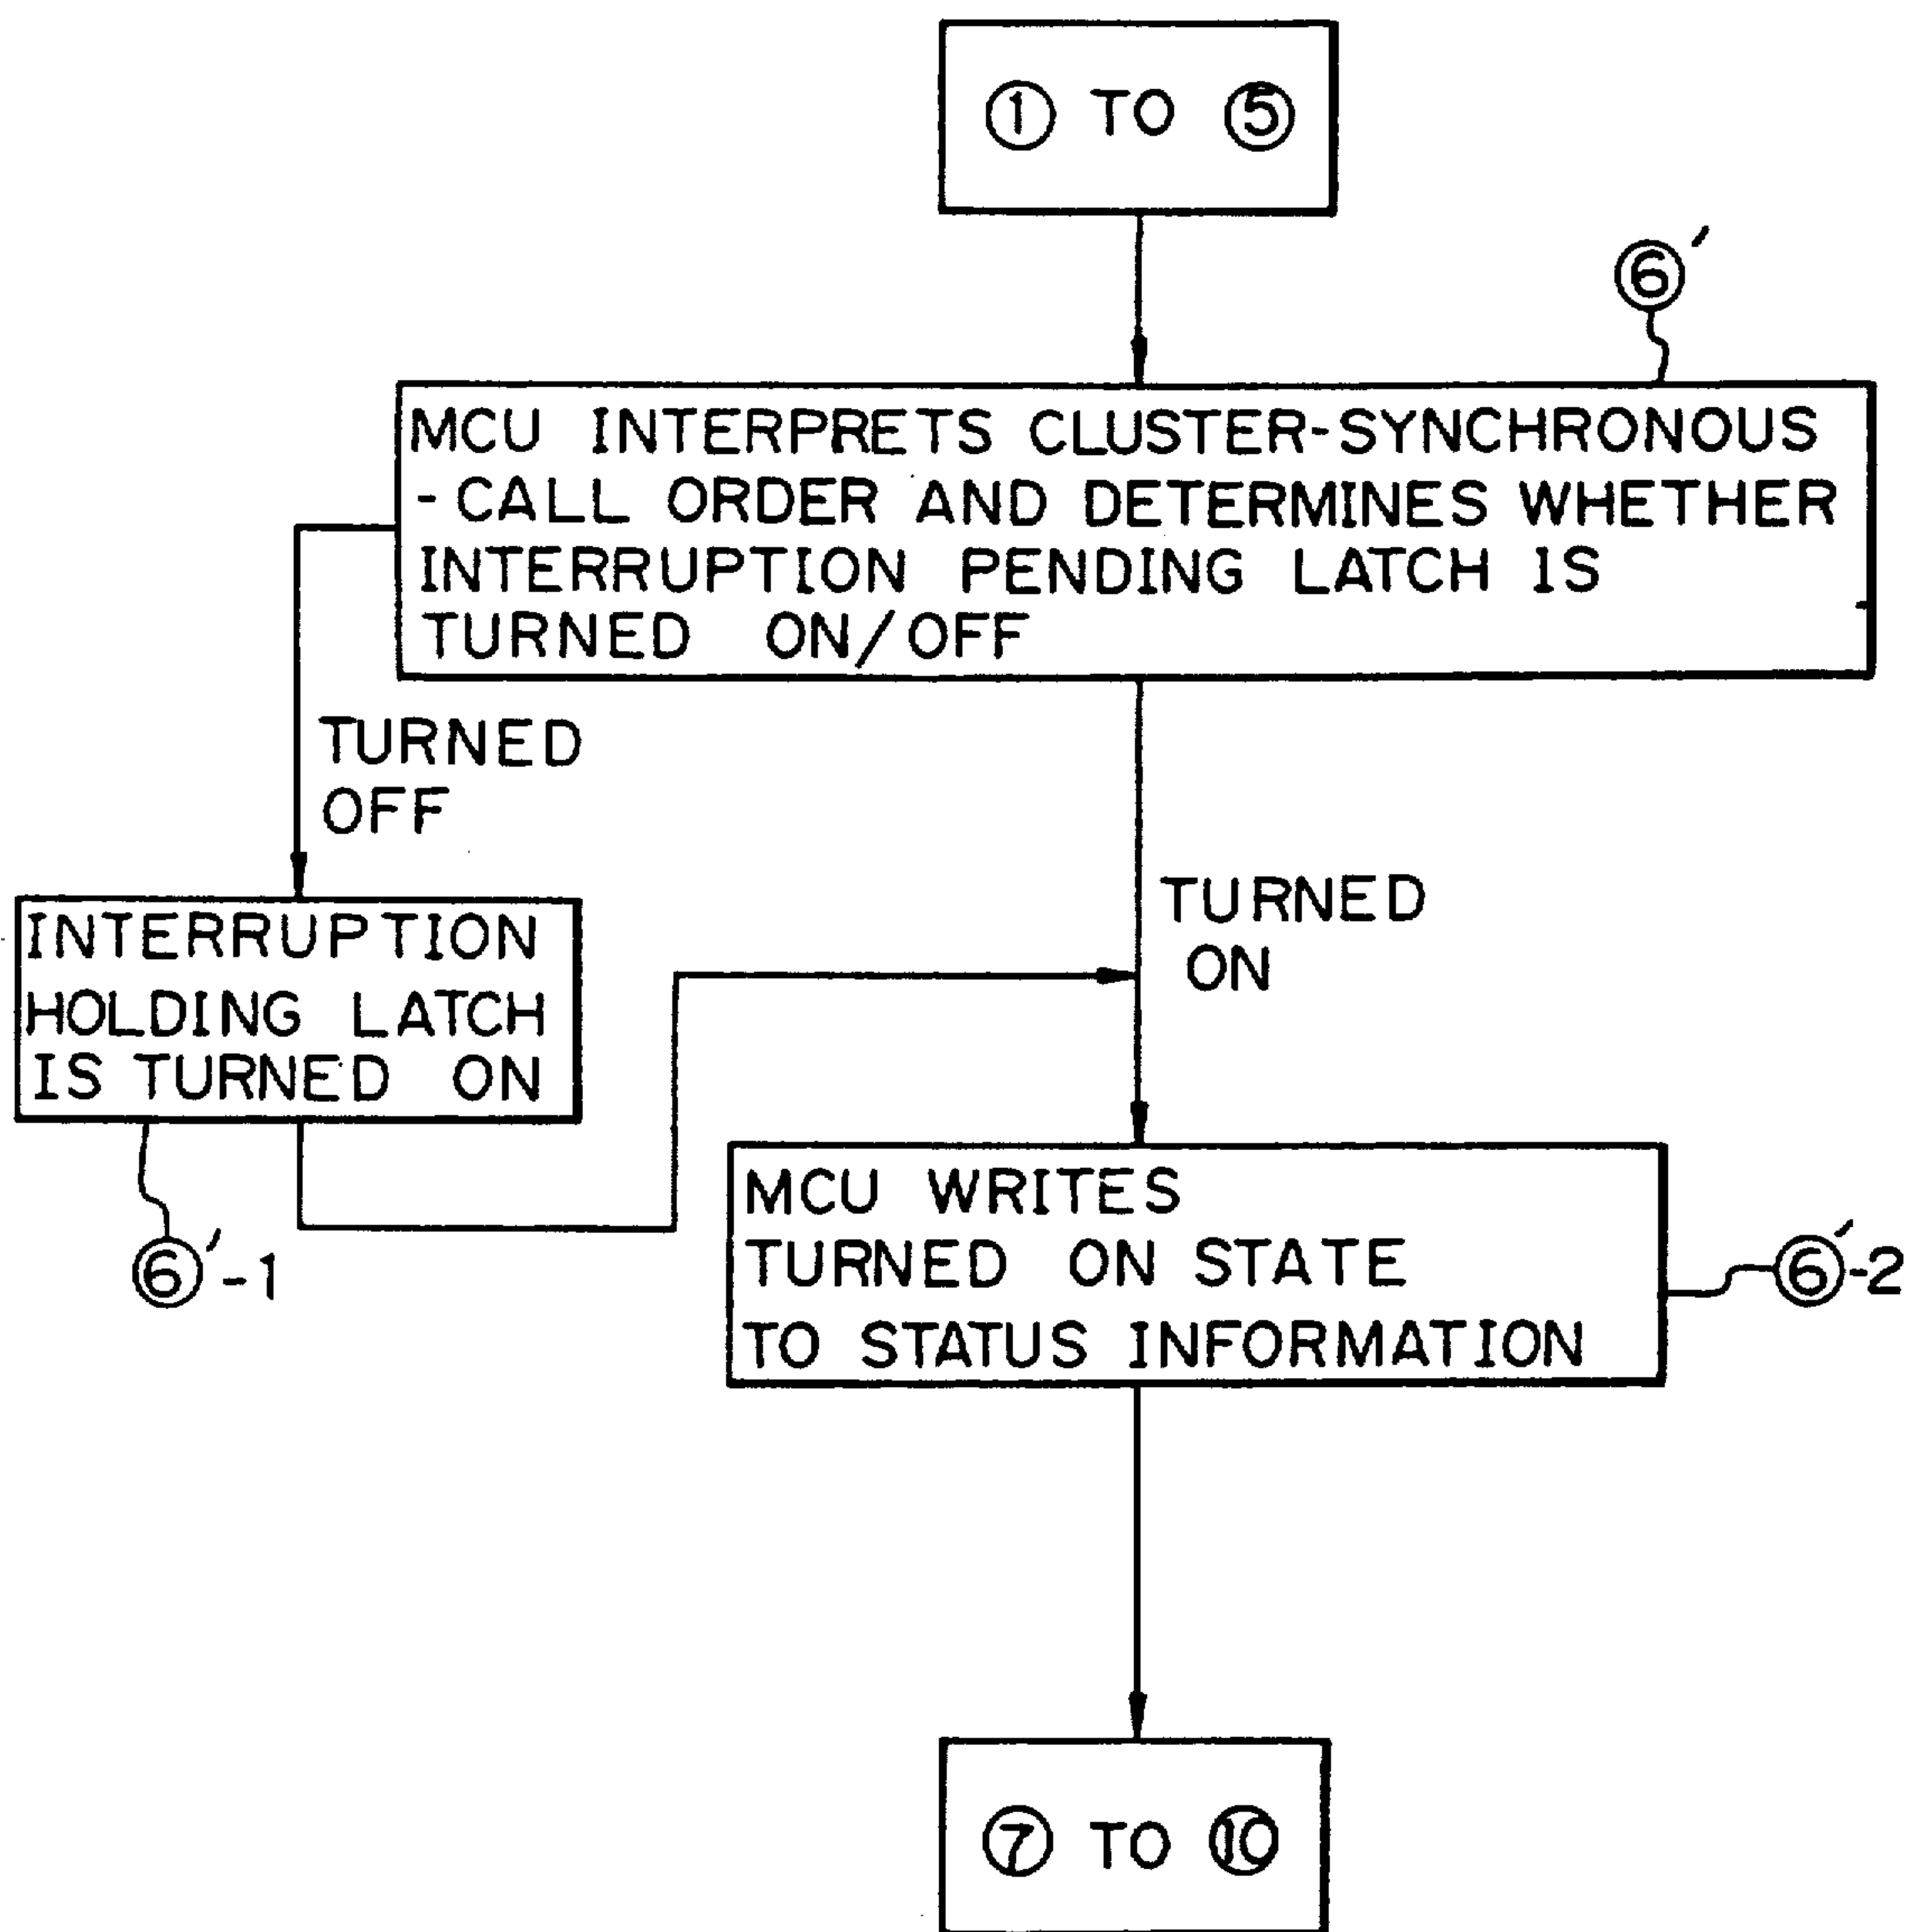 ① TO ⑤
⑥'
MCU INTERPRETS CLUSTER-SYNCHRONOUS
-CALL ORDER AND DETERMINES WHETHER
INTERRUPTION PENDING LATCH IS
TURNED ON/OFF
TURNED
OFF
TURNED
ON
INTERRUPTION
HOLDING LATCH
IS TURNED ON
⑥'-1
MCU WRITES
TURNED ON STATE
TO STATUS INFORMATION
⑥'-2
⑦ TO ⑩